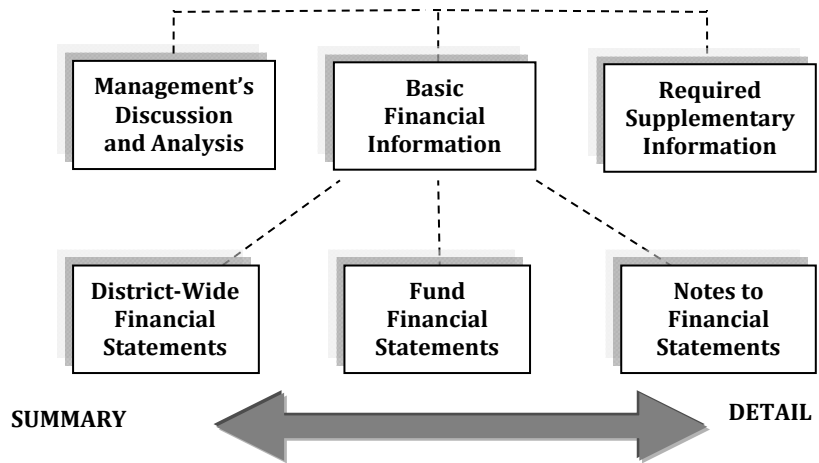 Management’s
Discussion
and Analysis
Basic
Financial
Information
Required
Supplementary
Information
District-Wide
Financial
Statements
Fund
Financial
Statements
Notes to
Financial
Statements
SUMMARY
DETAIL